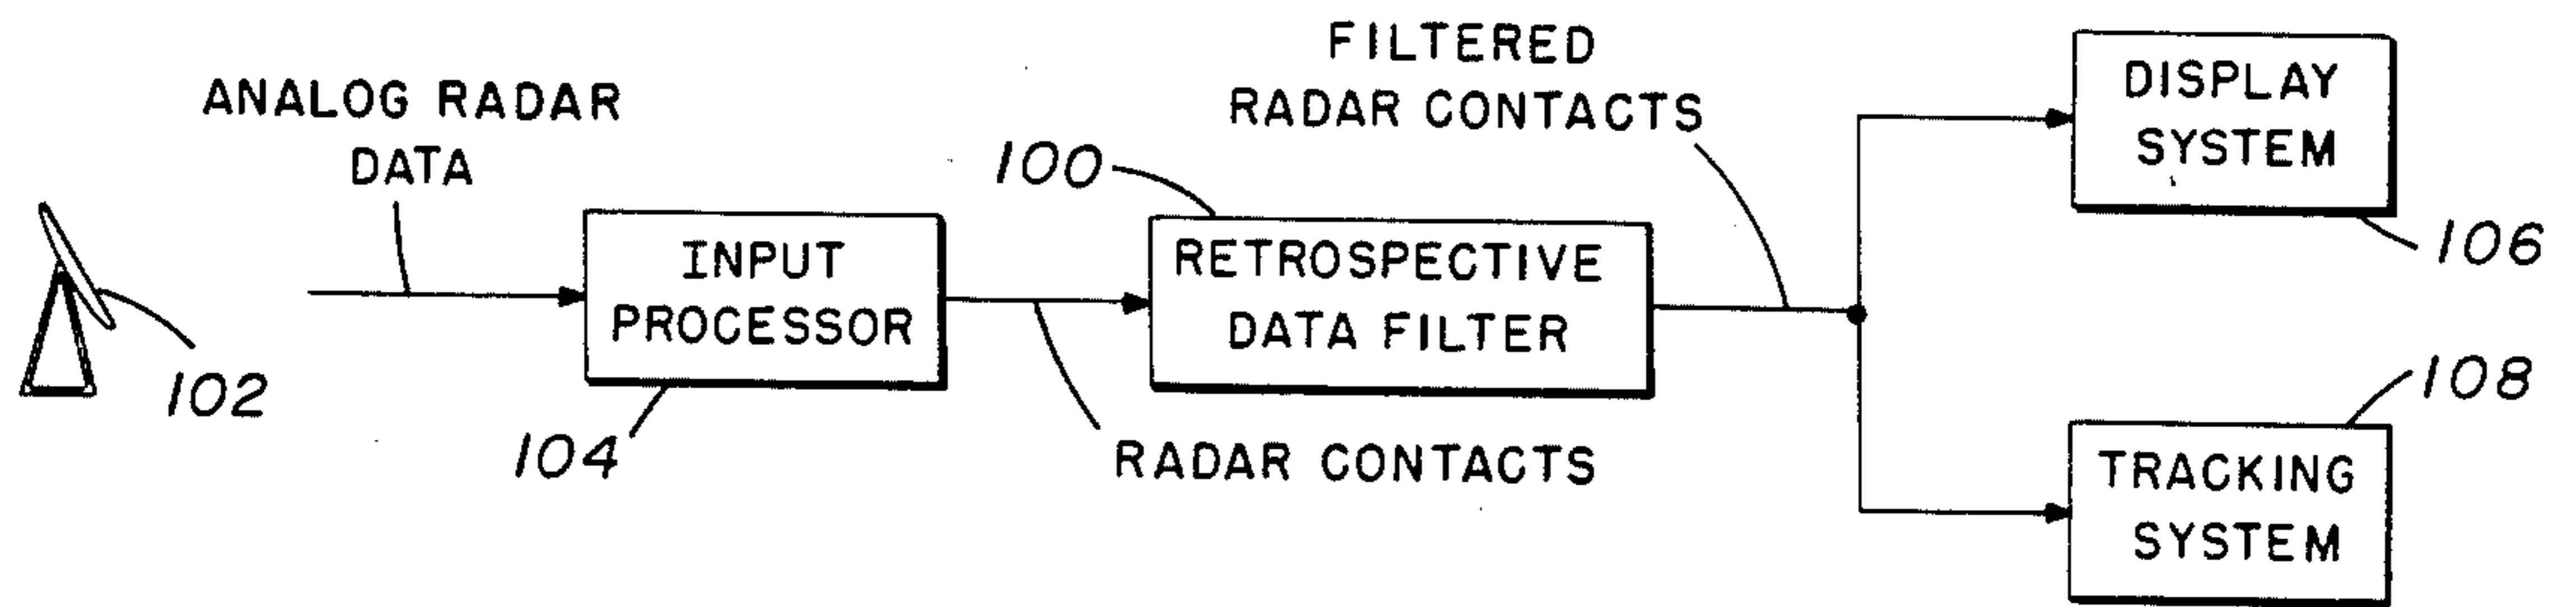 ANALOG RADAR
DATA
102
INPUT
PROCESSOR
104
RADAR CONTACTS
100
RETROSPECTIVE
DATA FILTER
FILTERED
RADAR CONTACTS
DISPLAY
SYSTEM
106
TRACKING
SYSTEM
108